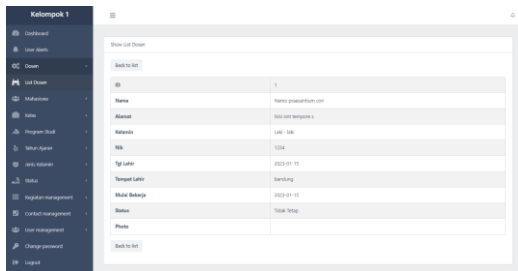 Kelompok 1
Dashboard
User Alerts
Dosen
List Dosen
Mahasiswa
Kelas
Program Studi
Tahun Ajaran
Jenis Kelamin
Status
Kegiatan management
Contact management
User management
Change password
Logout
Show List Dosen
Back to list
ID 1
Nama Nemo praesentium con
Alamat
Kelamin Laki - laki
Nik 1234
Tgl Lahir 2023-01-15
Tempat Lahir bandung
Mulai Bekerja 2023-01-15
Status Tidak Tetap
Photo
Back to list